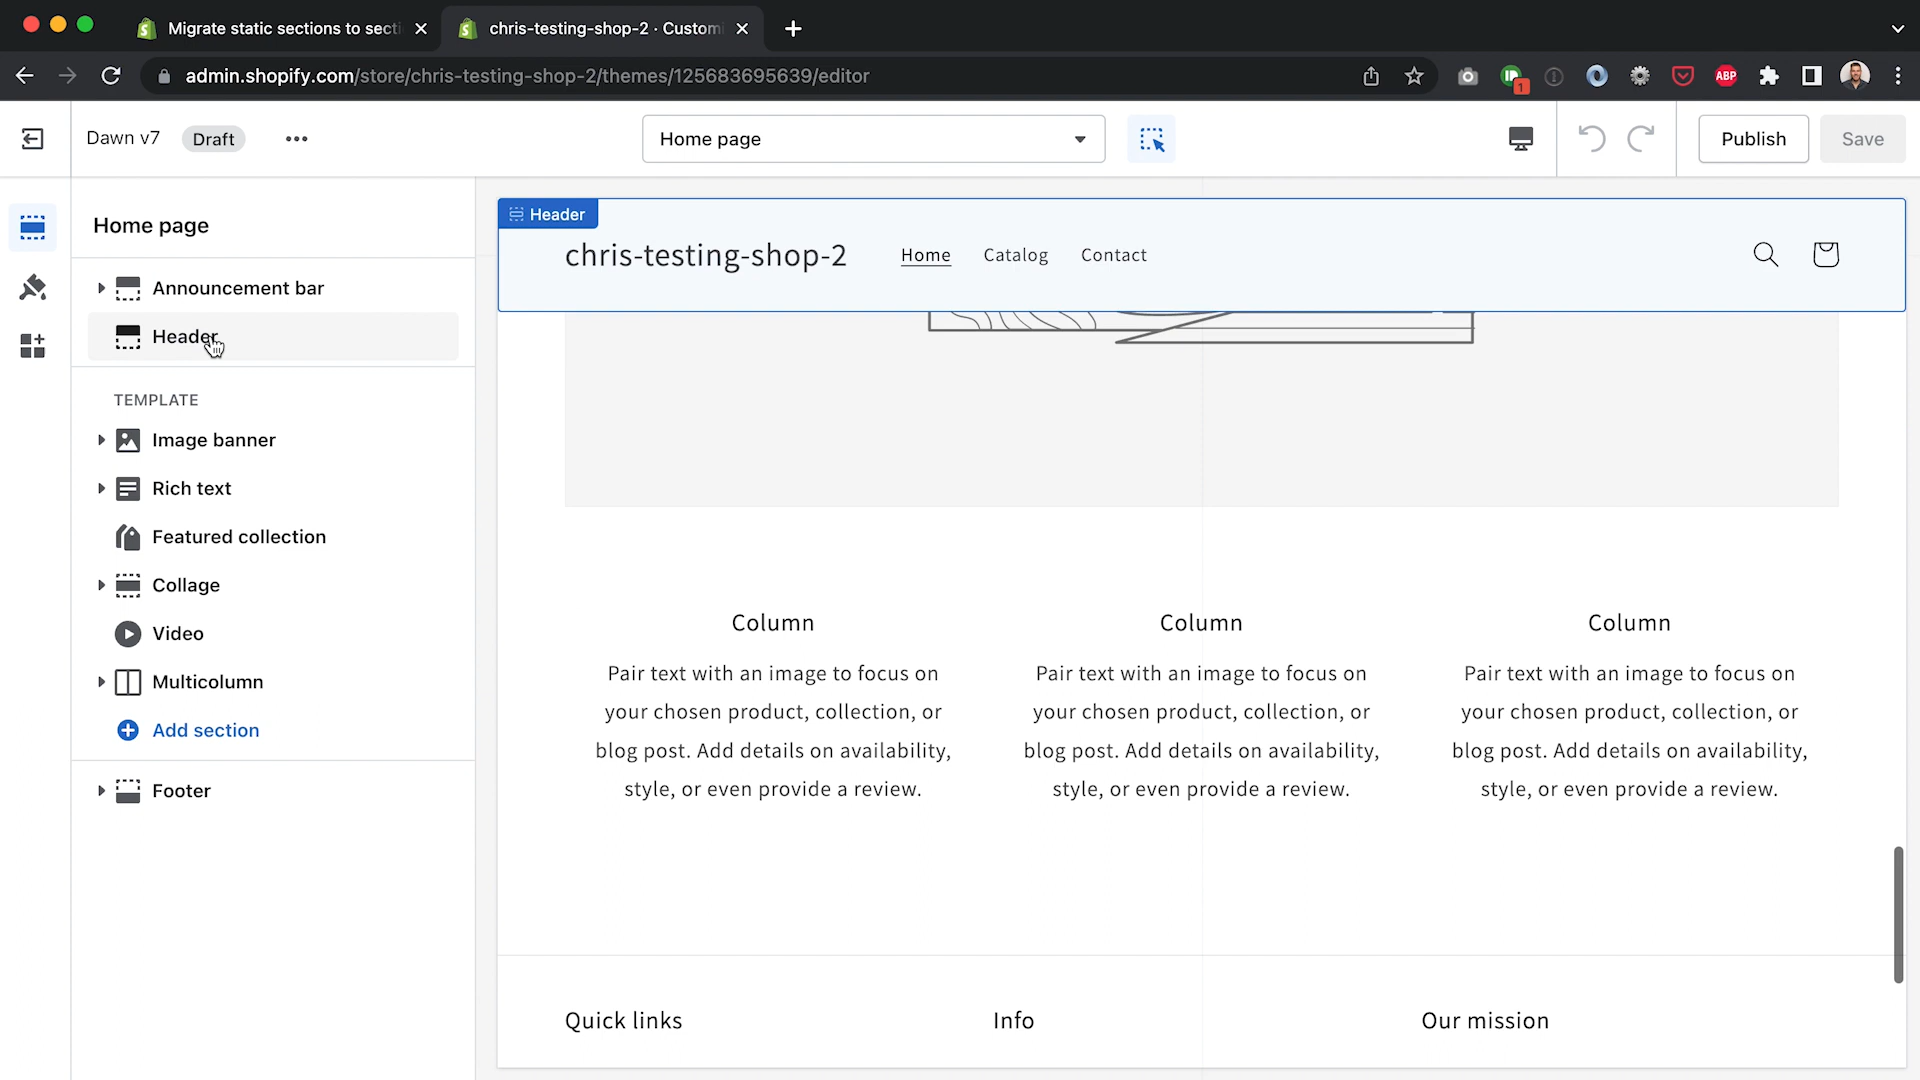 Migrate static sections to secti
chris-testing-shop-2 · Customi
admin.shopify.com/store/chris-testing-shop-2/themes/125683695639/editor
1
ABP
Dawn v7
Draft
Home page
Publish
Save
Home page
Announcement bar
Header
TEMPLATE
Image banner
Rich text
Featured collection
Collage
Video
Multicolumn
Add section
Footer
Header
chris-testing-shop-2
Home
Catalog
Contact
Column
Pair text with an image to focus on
your chosen product, collection, or
blog post. Add details on availability,
style, or even provide a review.
Column
Pair text with an image to focus on
your chosen product, collection, or
blog post. Add details on availability,
style, or even provide a review.
Column
Pair text with an image to focus on
your chosen product, collection, or
blog post. Add details on availability,
style, or even provide a review.
Quick links
Info
Our mission